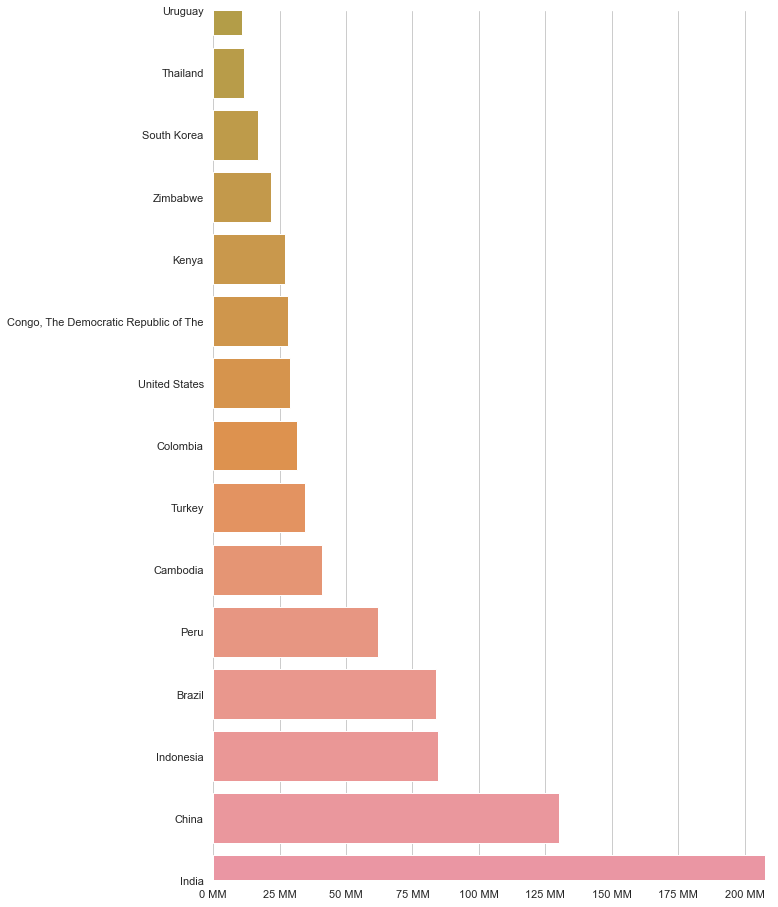 Uruguay
Thailand
South Korea
Zimbabwe
Kenya
Congo, The Democratic Republic of The
United States
Colombia
Turkey
Cambodia
Peru
Brazil
Indonesia
China
India
0 MM 25 MM 50 MM 75 MM 100 MM 125 MM 150 MM 175 MM 200 MM